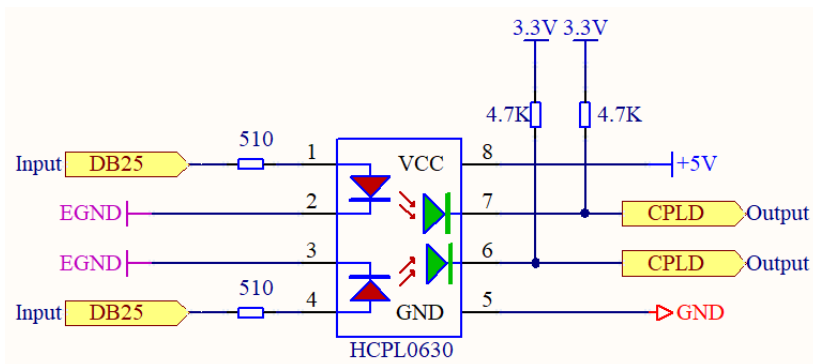 3.3V 3.3V
4.7K 4.7K
510
Input DB25 1 VCC 8 +5V
EGND 2 7 CPLD Output
EGND 3 6 CPLD Output
510
Input DB25 4 GND 5 GND
HCPL0630